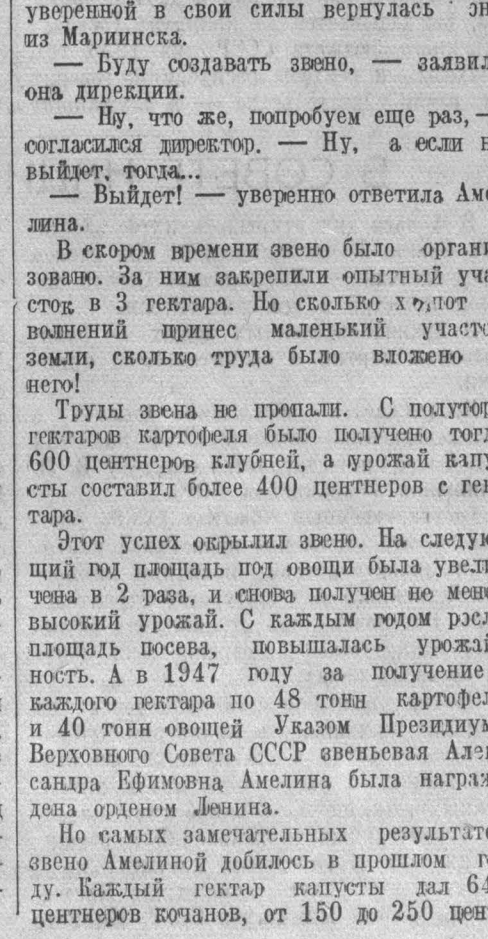 уверенной в свои силы вернулась он
из Мариинска.
— Буду создавать звено, — заявил
она дирекции.
— Ну, что же, попробуем еще раз, —
согласился директор. — Ну, а если н
выйдет, тогда...
— Выйдет! — уверенно ответила Аме
лина.
В скором времени звено было органи
зовано. За ним закрепили опытный уча
сток в 3 гектара. Но сколько
волнений принес маленький участо
земли, сколько труда было вложено
него!
Труды звена не пропали. С полутор
гектаров картофеля было получено тогд
600 центнеров клубней, а урожай капу
сты составил более 400 центнеров с гек
тара.
Этот успех окрылил звено. На следую
щий год площадь под овощи была увели
чена в 2 раза, и снова получен не мене
высокий урожай. С каждым годом росл
площадь посева, повышалась урожай
ность. А в 1947 году за получение
каждого гектара по 48 тонн картофел
и 40 тонн овощей Указом Президиум
Верховного Совета СССР звеньевая Алек
сандра Ефимовна Амелина была награж
дена орденом Ленина.
Но самых замечательных результато
звено Амелиной добилось в прошлом го
ду. Каждый гектар капусты дал 64
центнеров кочанов, от 150 до 250 цент